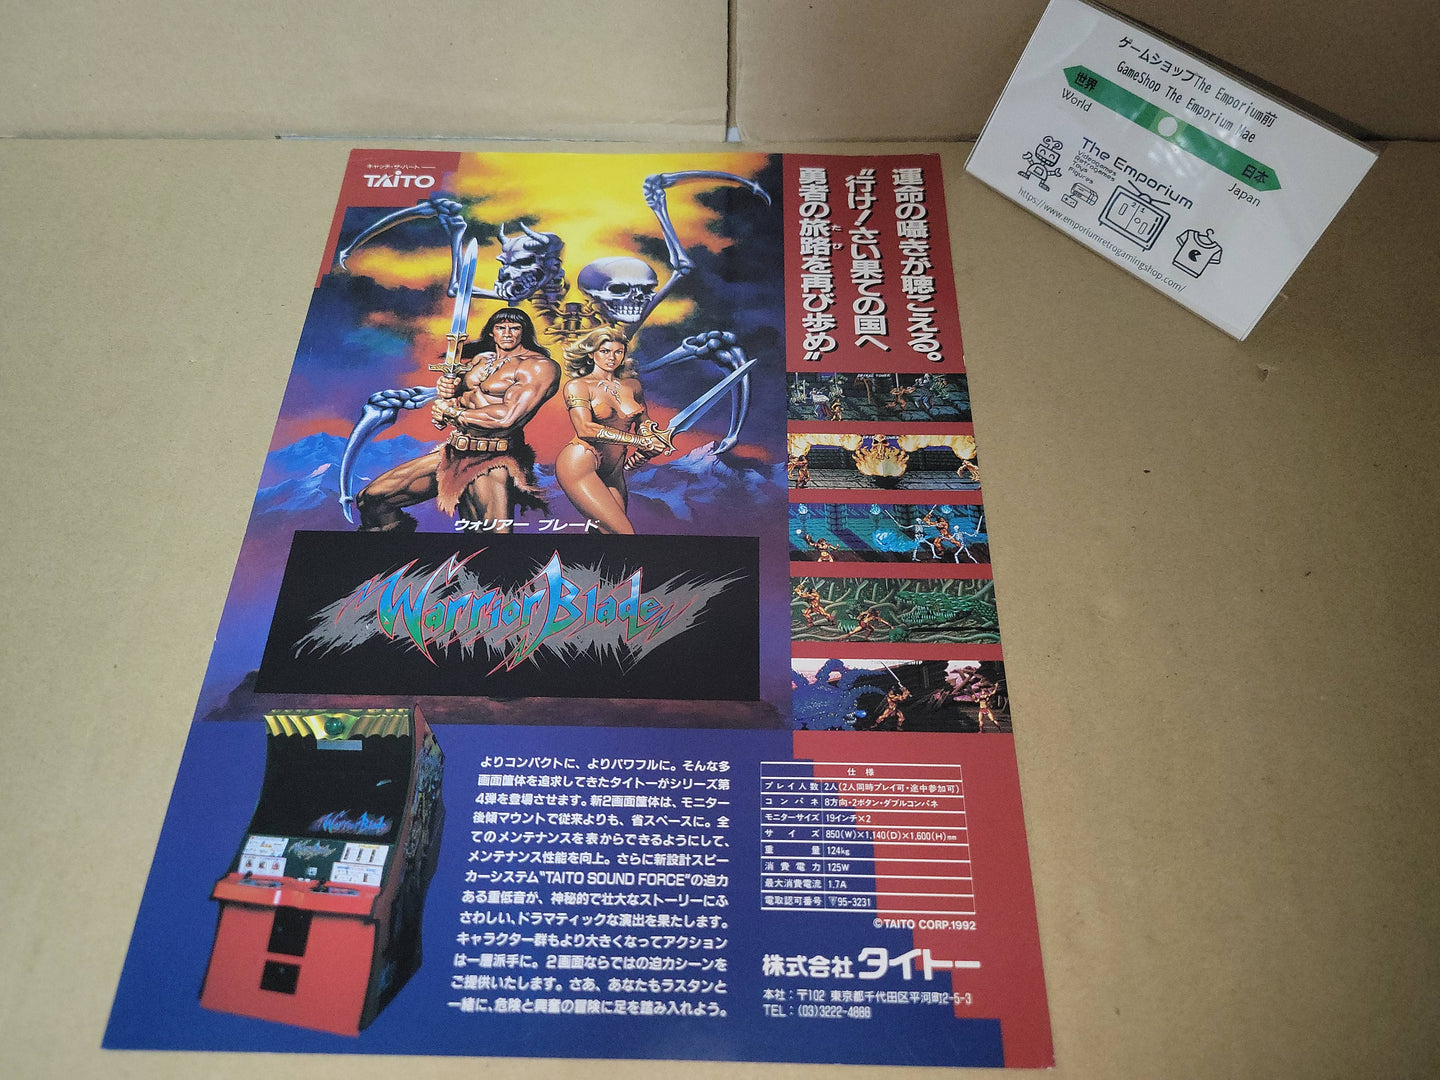 キャッチ・ザ・ハート
TAITO
運命の囁きが聴こえる。
“行け！さい果ての国へ
勇者の旅路を再び歩め”
たび
ウォリアー ブレード
Warrior Blade
よりコンパクトに、よりパワフルに。そんな多
画面筐体を追求してきたタイトーがシリーズ第
4弾を登場させます。新2画面筐体は、モニター
後傾マウントで従来よりも、省スペースに。全
てのメンテナンスを表からできるようにして、
メンテナンス性能を向上。さらに新設計スピー
カーシステム“TAITO SOUND FORCE”の迫力
ある重低音が、神秘的で壮大なストーリーにふ
さわしい、ドラマティックな演出を果たします。
キャラクター群もより大きくなってアクション
は一層派手に。2画面ならではの迫力シーンを
ご提供いたします。さあ、あなたもラスタンと
一緒に、危険と興奮の冒険に足を踏み入れよう。
仕様
プレイ人数 2人(2人同時プレイ可・途中参加可)
コンパネ 8方向+2ボタン・ダブルコンパネ
モニターサイズ 19インチ×2
サイズ 850(W)×1,140(D)×1,600(H)mm
重量 124kg
消費電力 125W
最大消費電流 1.7A
電取認可番号 95-3231
©TAITO CORP.1992
株式会社 タイトー
本社：〒102 東京都千代田区平河町2-5-3
TEL：(03)3222-4888
ゲームショップThe Emporium前
GameShop The Emporium Mae
世界
World
日本
Japan
The Emporium
Videogames
Retrogames
Toys
Figures
https://www.emporiumretrogamingshop.com/